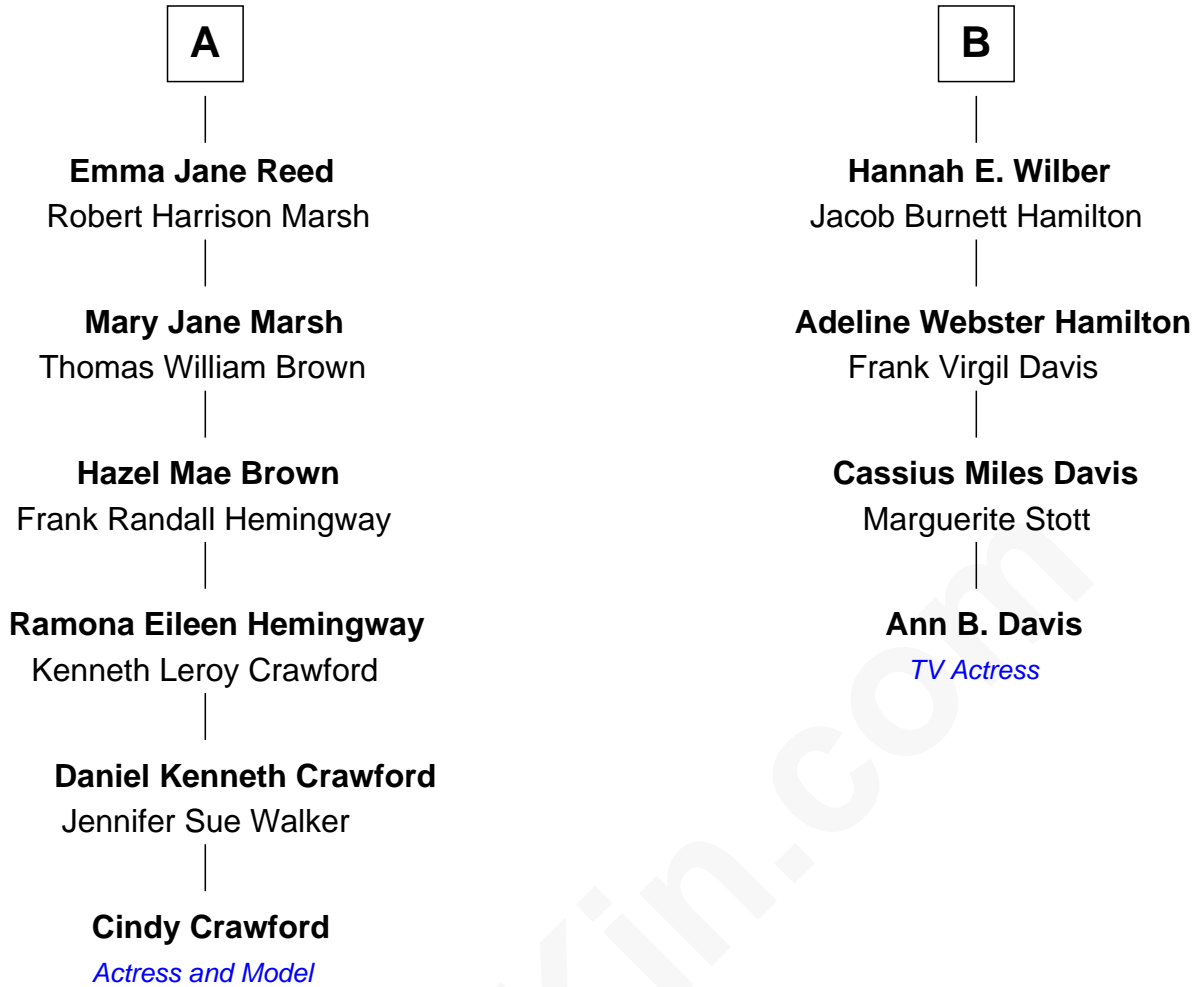 A
Emma Jane Reed
Robert Harrison Marsh
Mary Jane Marsh
Thomas William Brown
Hazel Mae Brown
Frank Randall Hemingway
Ramona Eileen Hemingway
Kenneth Leroy Crawford
Daniel Kenneth Crawford
Jennifer Sue Walker
Cindy Crawford
Actress and Model
B
Hannah E. Wilber
Jacob Burnett Hamilton
Adeline Webster Hamilton
Frank Virgil Davis
Cassius Miles Davis
Marguerite Stott
Ann B. Davis
TV Actress
Kin.com